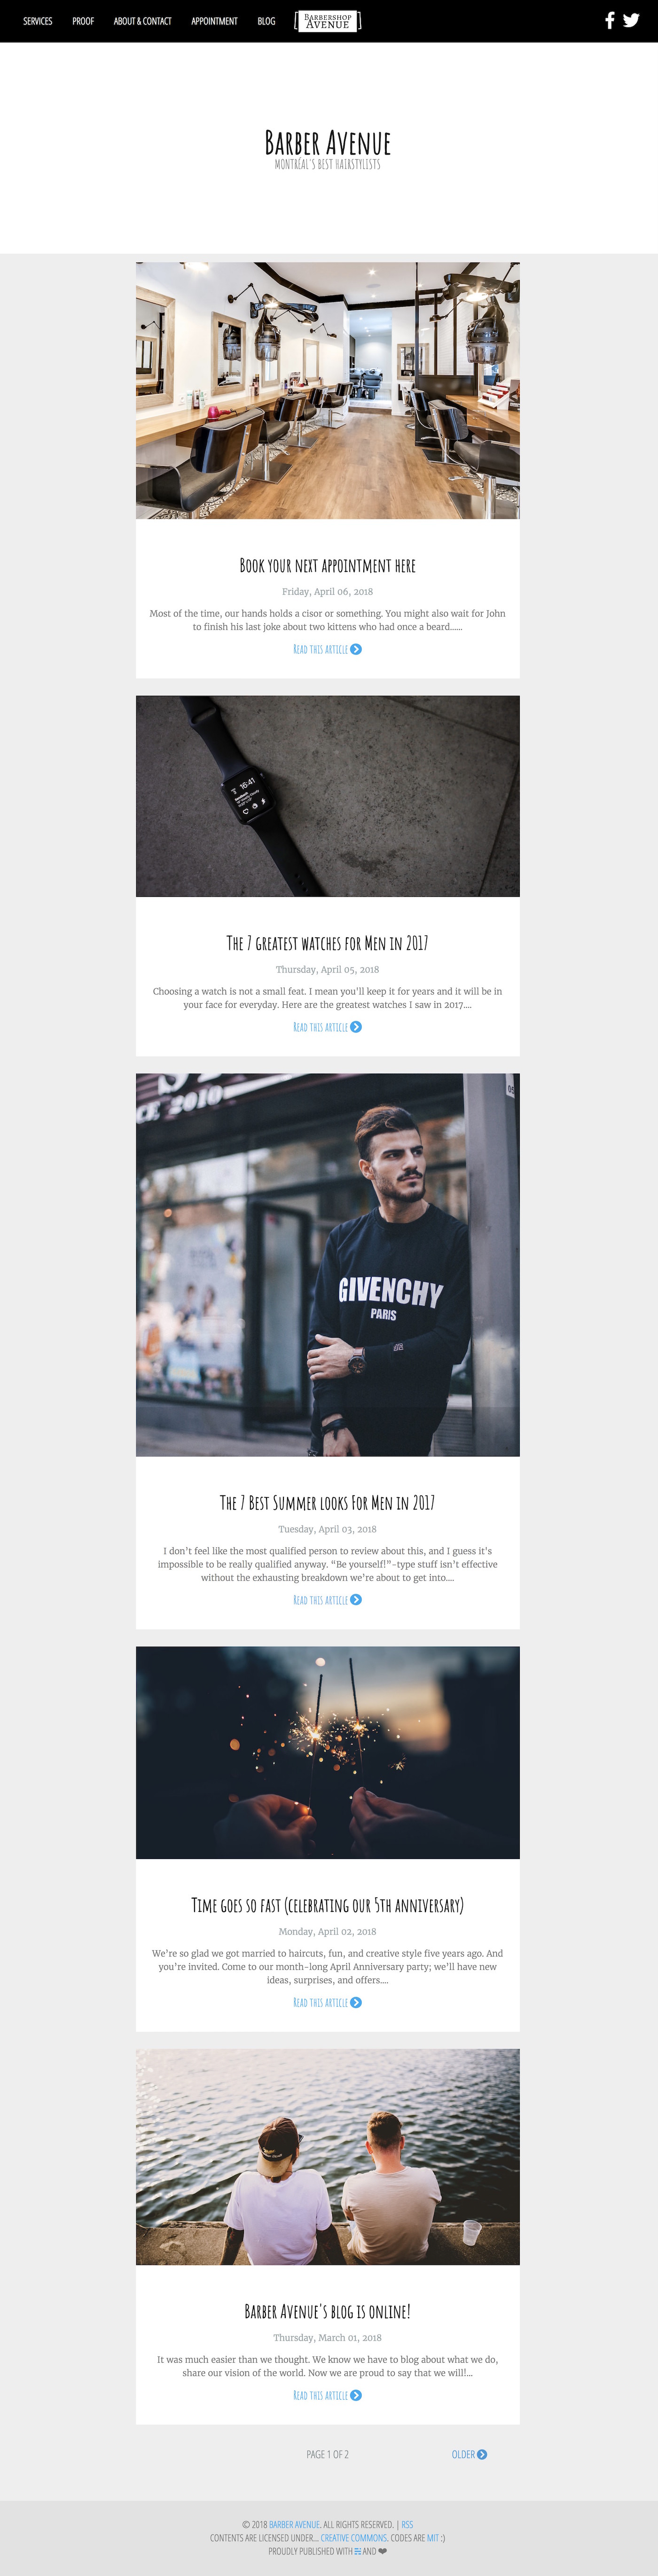 SERVICES PROOF ABOUT & CONTACT APPOINTMENT BLOG
BARBERSHOP
AVENUE
BARBER AVENUE
MONTRÉAL'S BEST HAIRSTYLISTS
BOOK YOUR NEXT APPOINTMENT HERE
Friday, April 06, 2018
Most of the time, our hands holds a cisor or something. You might also wait for John
to finish his last joke about two kittens who had once a beard......
READ THIS ARTICLE
16:41
THE 7 GREATEST WATCHES FOR MEN IN 2017
Thursday, April 05, 2018
Choosing a watch is not a small feat. I mean you'll keep it for years and it will be in
your face for everyday. Here are the greatest watches I saw in 2017....
READ THIS ARTICLE
CE 2010
GIVENCHY
PARIS
THE 7 BEST SUMMER LOOKS FOR MEN IN 2017
Tuesday, April 03, 2018
I don't feel like the most qualified person to review about this, and I guess it's
impossible to be really qualified anyway. “Be yourself!”-type stuff isn't effective
without the exhausting breakdown we're about to get into....
READ THIS ARTICLE
TIME GOES SO FAST (CELEBRATING OUR 5TH ANNIVERSARY)
Monday, April 02, 2018
We're so glad we got married to haircuts, fun, and creative style five years ago. And
you're invited. Come to our month-long April Anniversary party; we'll have new
ideas, surprises, and offers....
READ THIS ARTICLE
BARBER AVENUE'S BLOG IS ONLINE!
Thursday, March 01, 2018
It was much easier than we thought. We know we have to blog about what we do,
share our vision of the world. Now we are proud to say that we will!...
READ THIS ARTICLE
PAGE 1 OF 2 OLDER
© 2018 BARBER AVENUE. ALL RIGHTS RESERVED. | RSS
CONTENTS ARE LICENSED UNDER... CREATIVE COMMONS. CODES ARE MIT :)
PROUDLY PUBLISHED WITH AND ❤